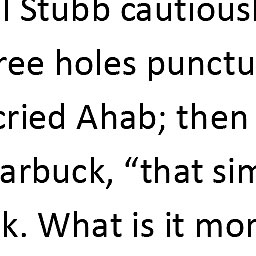 l Stubb cautiousl
ree holes punctu
cried Ahab; then
arbuck, “that sim
k. What is it mor